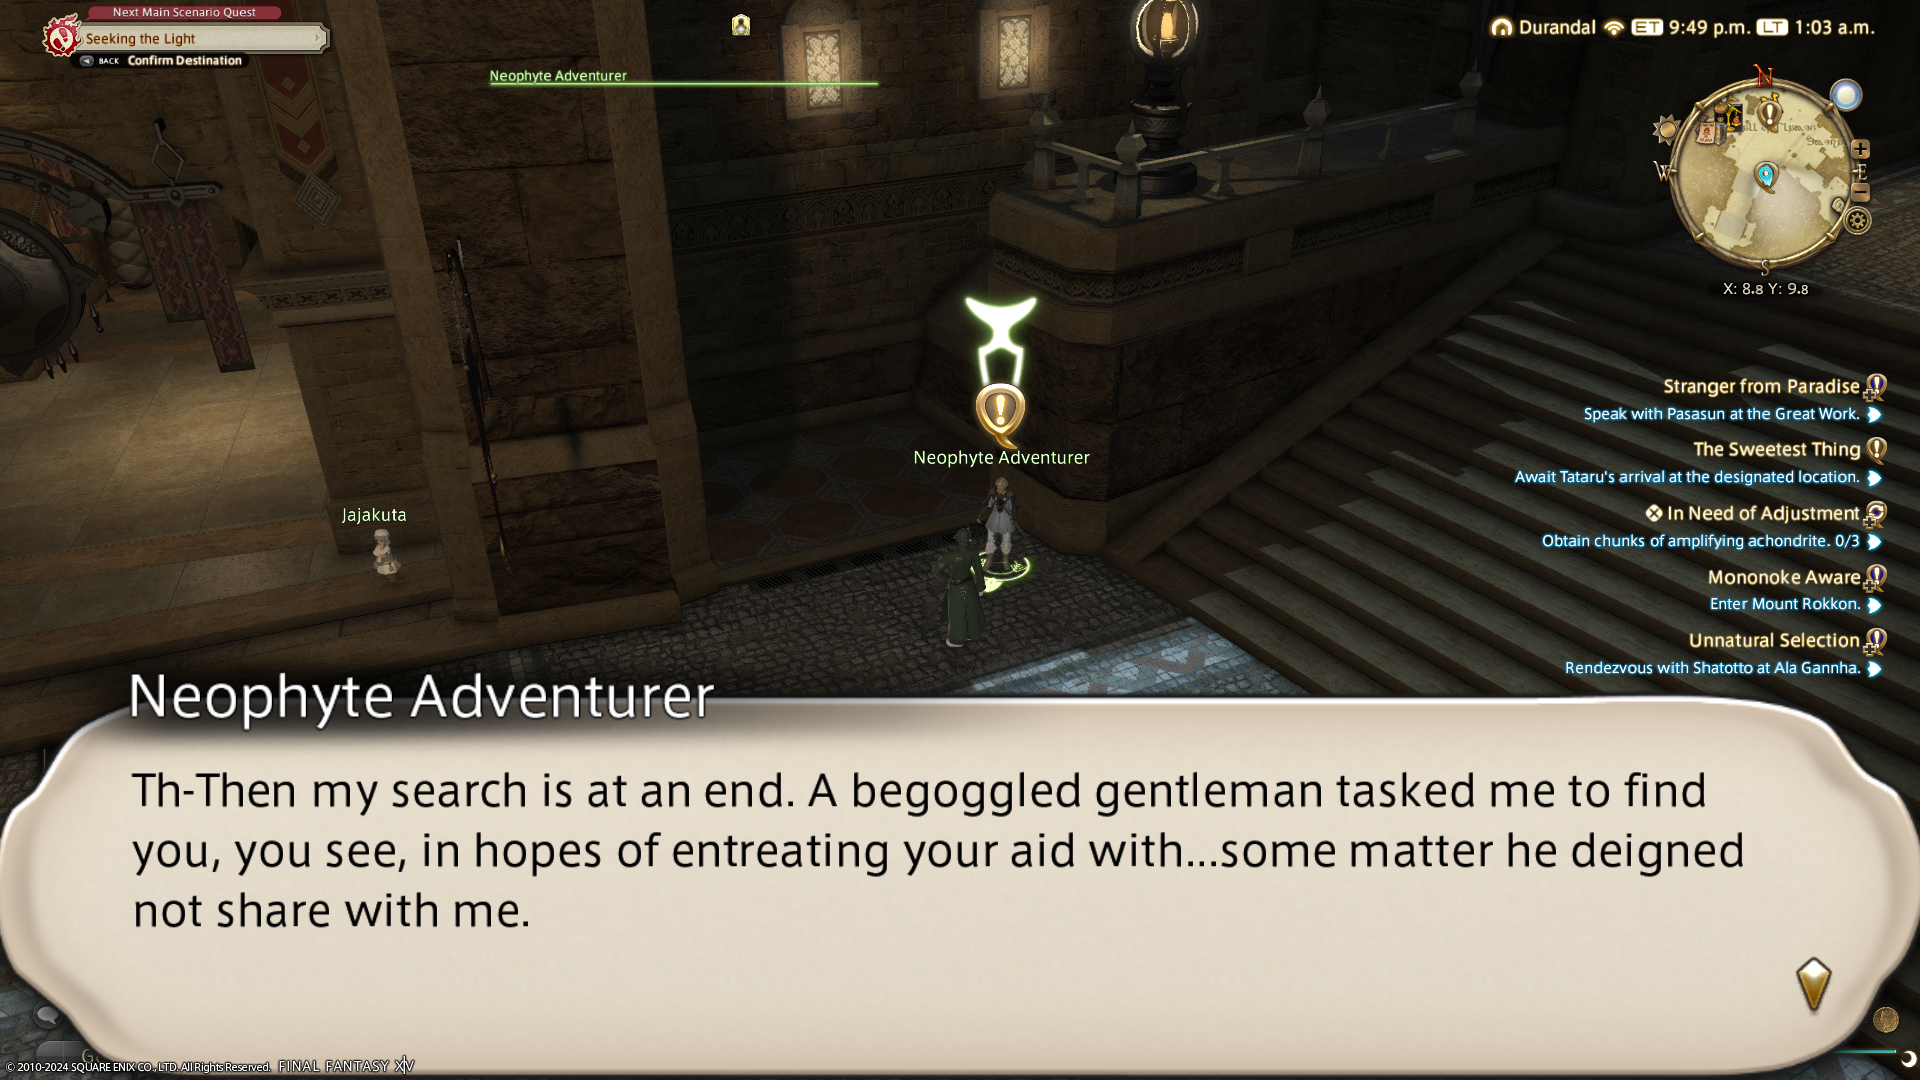 Next Main Scenario Quest
Seeking the Light
BACK Confirm Destination
Neophyte Adventurer
Durandal ET 9:49 p.m. LT 1:03 a.m.
N
W
E
S
X: 8.8 Y: 9.8
Stranger from Paradise
Speak with Pasasun at the Great Work.
The Sweetest Thing
Await Tataru's arrival at the designated location.
In Need of Adjustment
Obtain chunks of amplifying achondrite. 0/3
Mononoke Aware
Enter Mount Rokkon.
Unnatural Selection
Rendezvous with Shatotto at Ala Gannha.
Neophyte Adventurer
Jajakuta
Neophyte Adventurer
Th-Then my search is at an end. A begoggled gentleman tasked me to find
you, you see, in hopes of entreating your aid with...some matter he deigned
not share with me.
© 2010-2024 SQUARE ENIX CO., LTD. All Rights Reserved. FINAL FANTASY XIV